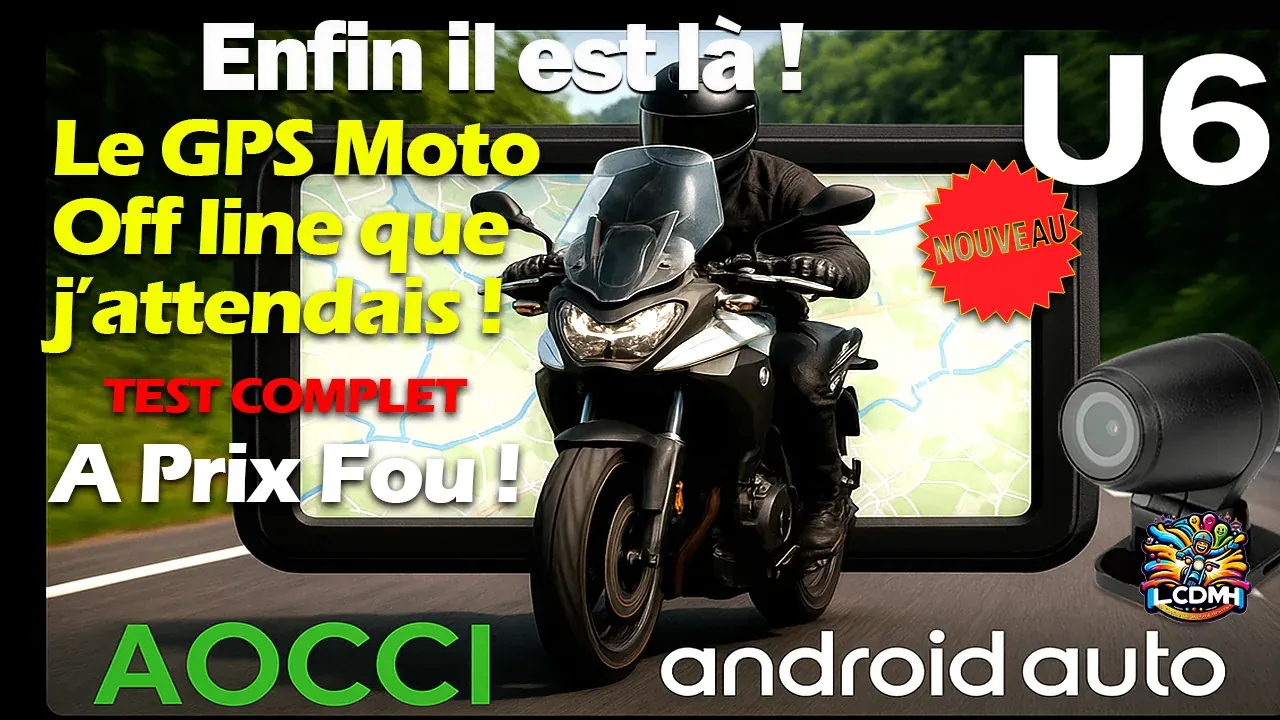 Enfin il est là !
U6
Le GPS Moto
Off line que
j'attendais !
NOUVEAU
TEST COMPLET
A Prix Fou !
LCDMH
AOCCI
android auto